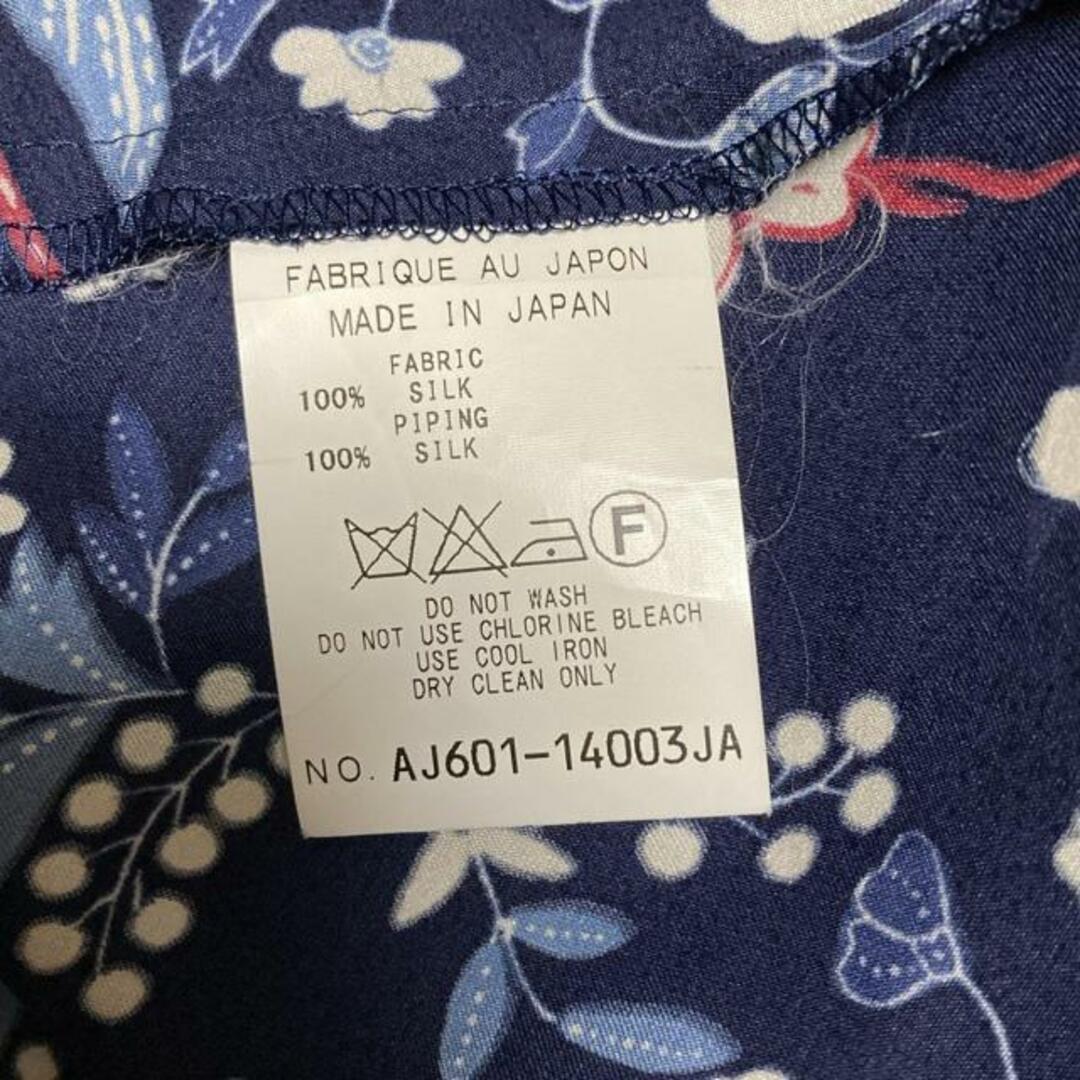 FABRIQUE AU JAPON
MADE IN JAPAN
FABRIC
100% SILK
PIPING
100% SILK
F
DO NOT WASH
DO NOT USE CHLORINE BLEACH
USE COOL IRON
DRY CLEAN ONLY
NO. AJ601-14003JA